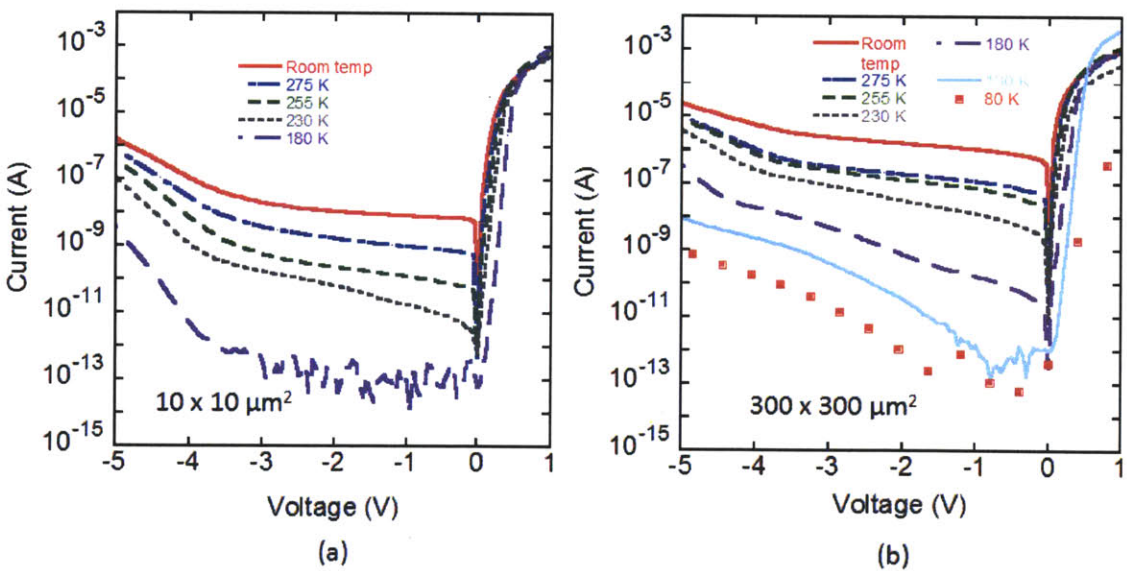 10⁻³
10⁻⁵
10⁻⁷
10⁻⁹
10⁻¹¹
10⁻¹³
10⁻¹⁵
Current (A)
Room temp
275 K
255 K
230 K
180 K
10 x 10 μm²
-5 -4 -3 -2 -1 0 1
Voltage (V)
(a)
10⁻³
10⁻⁵
10⁻⁷
10⁻⁹
10⁻¹¹
10⁻¹³
10⁻¹⁵
Current (A)
Room
temp
275 K
255 K
230 K
180 K
80 K
300 x 300 μm²
-5 -4 -3 -2 -1 0 1
Voltage (V)
(b)